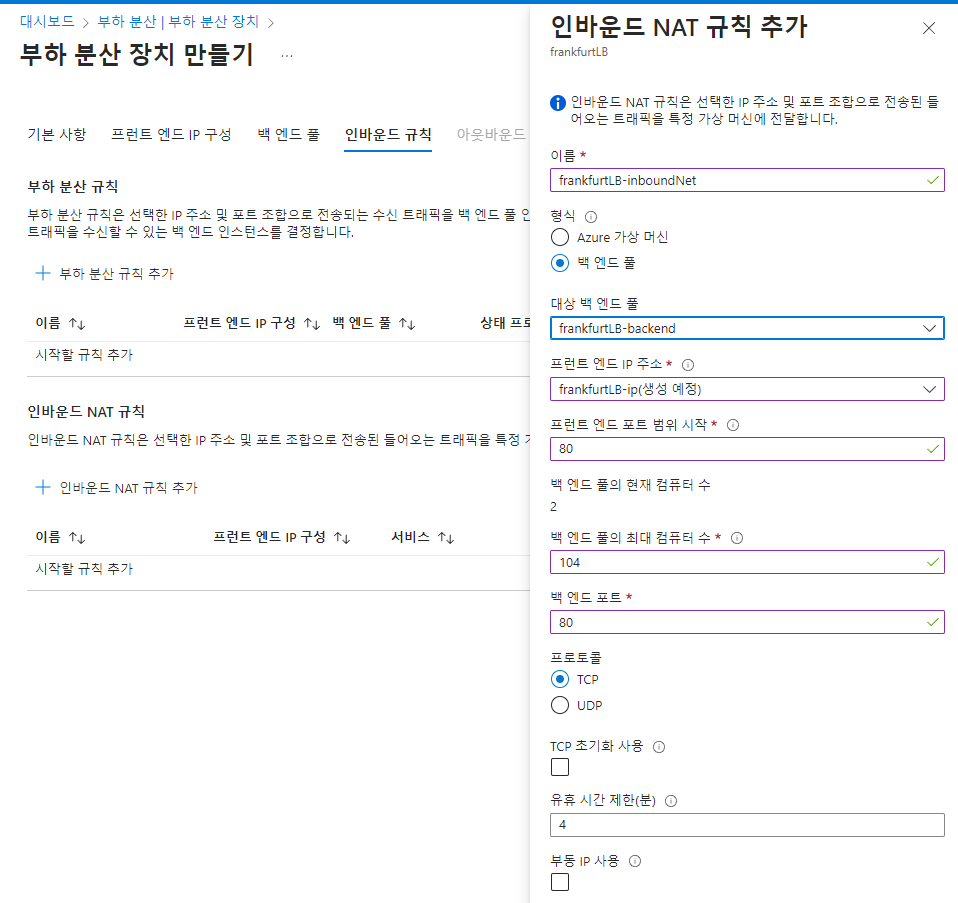 대시보드 > 부하 분산 | 부하 분산 장치 >
부하 분산 장치 만들기 ...
기본 사항 프런트 엔드 IP 구성 백 엔드 풀 인바운드 규칙 아웃바운드
부하 분산 규칙
부하 분산 규칙은 선택한 IP 주소 및 포트 조합으로 전송되는 수신 트래픽을 백 엔드 풀 인
트래픽을 수신할 수 있는 백 엔드 인스턴스를 결정합니다.
+ 부하 분산 규칙 추가
이름 ↑↓ 프런트 엔드 IP 구성 ↑↓ 백 엔드 풀 ↑↓ 상태 프로
시작할 규칙 추가
인바운드 NAT 규칙
인바운드 NAT 규칙은 선택한 IP 주소 및 포트 조합으로 전송된 들어오는 트래픽을 특정 가
+ 인바운드 NAT 규칙 추가
이름 ↑↓ 프런트 엔드 IP 구성 ↑↓ 서비스 ↑↓
시작할 규칙 추가
인바운드 NAT 규칙 추가
frankfurtLB
인바운드 NAT 규칙은 선택한 IP 주소 및 포트 조합으로 전송된 들
어오는 트래픽을 특정 가상 머신에 전달합니다.
이름 *
frankfurtLB-inboundNet
형식
Azure 가상 머신
백 엔드 풀
대상 백 엔드 풀
frankfurtLB-backend
프런트 엔드 IP 주소 *
frankfurtLB-ip(생성 예정)
프런트 엔드 포트 범위 시작 *
80
백 엔드 풀의 현재 컴퓨터 수
2
백 엔드 풀의 최대 컴퓨터 수 *
104
백 엔드 포트 *
80
프로토콜
TCP
UDP
TCP 초기화 사용
유휴 시간 제한(분)
4
부동 IP 사용